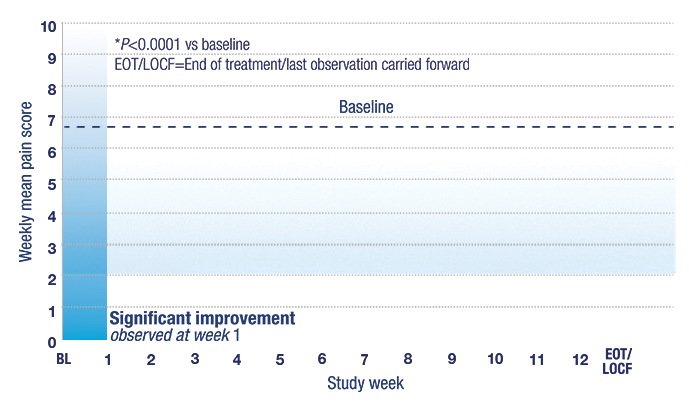 10
9
8
7
6
5
4
3
2
1
0
Weekly mean pain score
*P<0.0001 vs baseline
EOT/LOCF=End of treatment/last observation carried forward
Baseline
Significant improvement
observed at week 1
BL 1 2 3 4 5 6 7 8 9 10 11 12 EOT/
LOCF
Study week